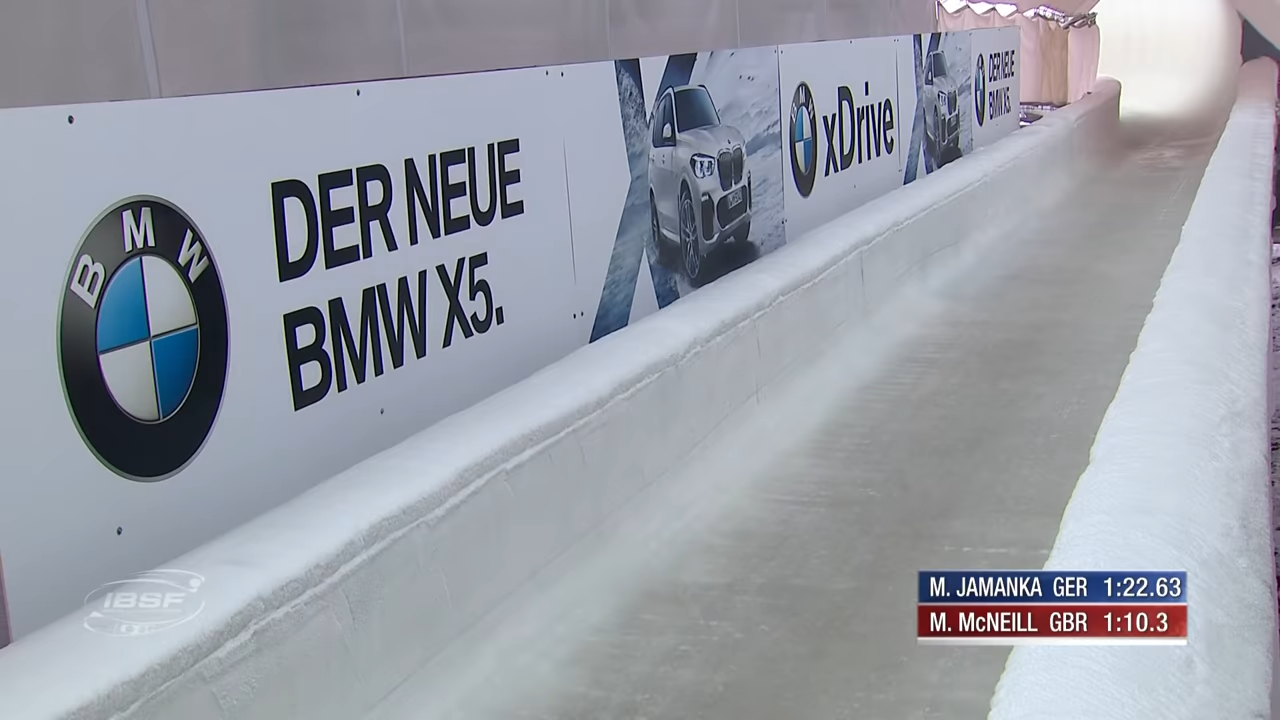 BMW
DER NEUE
BMW X5.
BMW
xDrive
DER NEUE
BMW X5.
IBSF
M. JAMANKA GER 1:22.63
M. McNEILL GBR 1:10.3